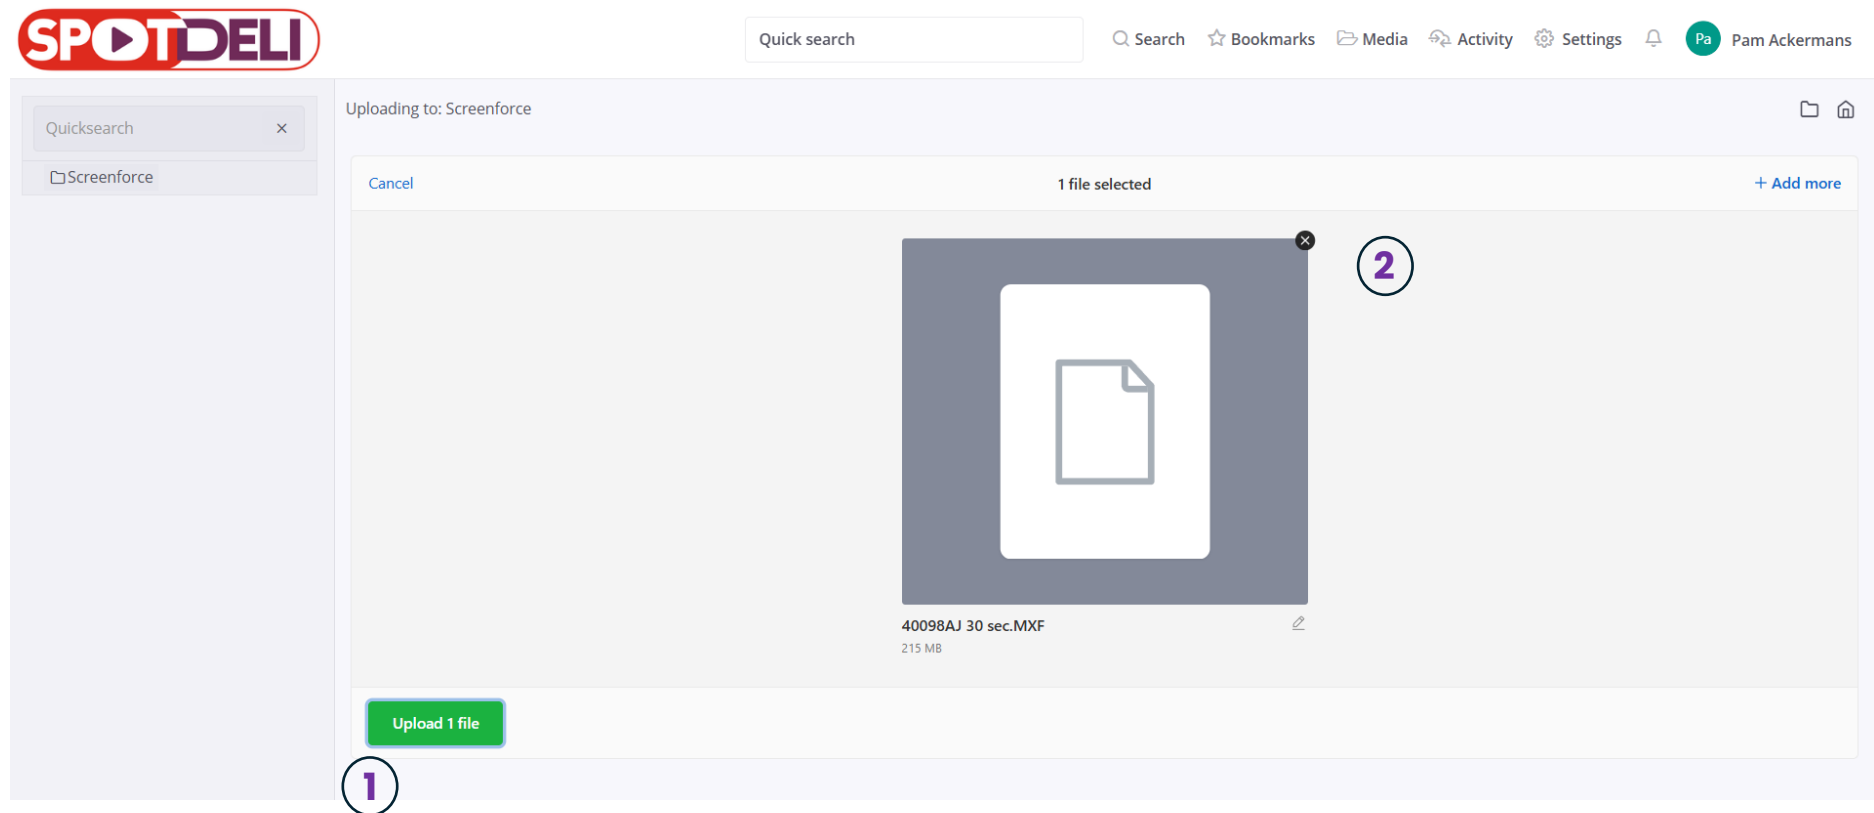 SPOTDELI
Quick search
Search
Bookmarks
Media
Activity
Settings
Pa
Pam Ackermans
Quicksearch
Screenforce
Uploading to: Screenforce
Cancel
1 file selected
+ Add more
2
40098AJ 30 sec.MXF
215 MB
Upload 1 file
1